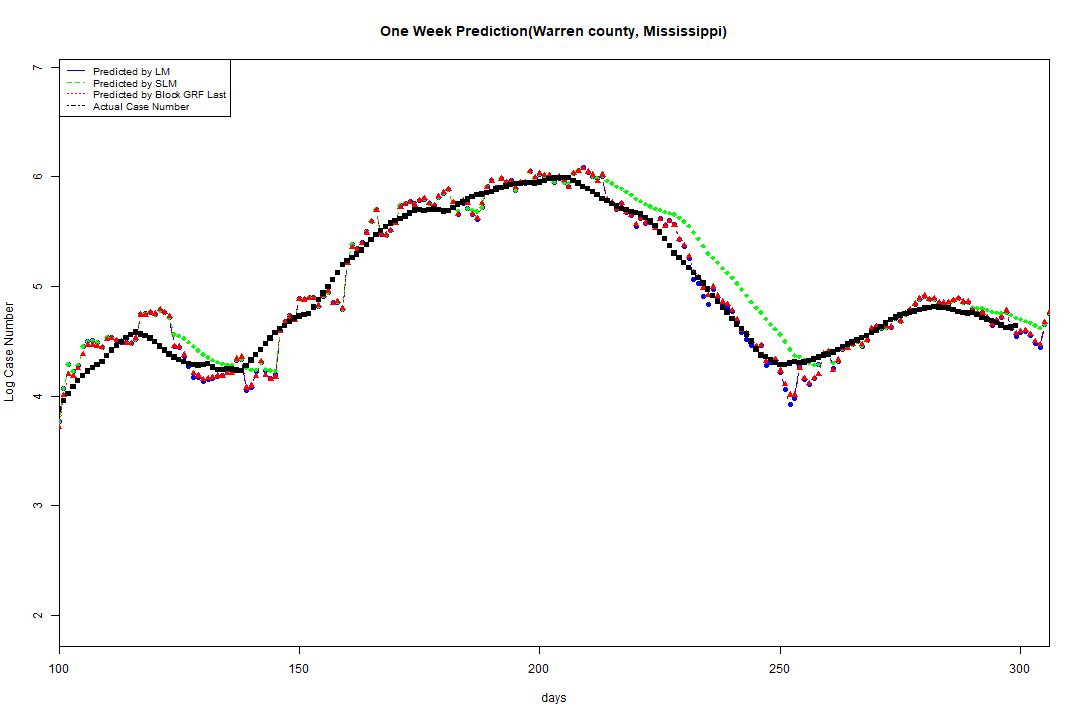 One Week Prediction(Warren county, Mississippi)
Predicted by LM
Predicted by SLM
Predicted by Block GRF Last
Actual Case Number
7
6
5
4
3
2
Log Case Number
100 150 200 250 300
days